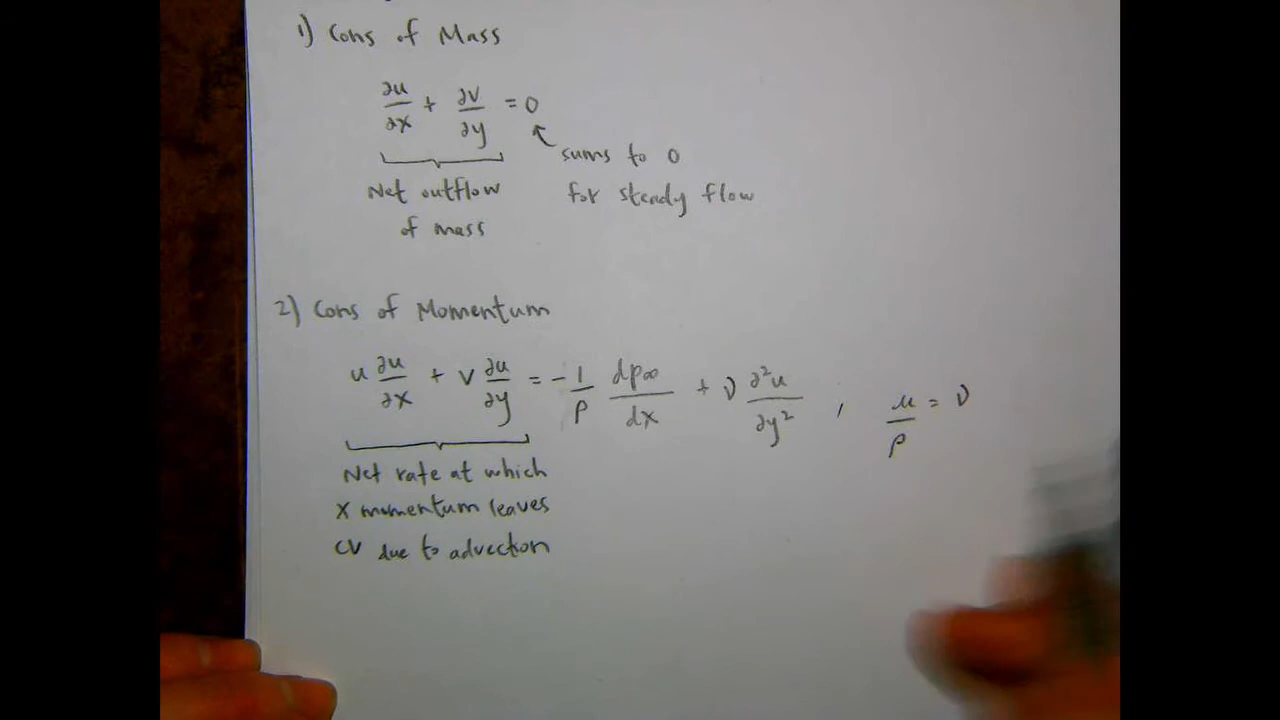 1) Cons of Mass
∂u/∂x + ∂v/∂y = 0
sums to 0
for steady flow
Net outflow
of mass
2) Cons of Momentum
u ∂u/∂x + v ∂u/∂y = - 1/ρ dp∞/dx + ν ∂²u/∂y² , μ/ρ = ν
Net rate at which
x momentum leaves
CV due to advection